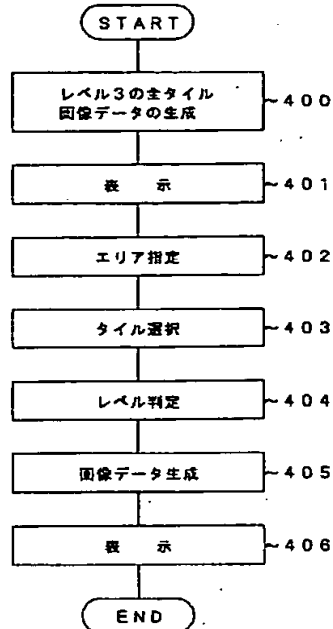 START
レベル3の全タイル
画像データの生成
~400
表 示
~401
エリア指定
~402
タイル選択
~403
レベル判定
~404
画像データ生成
~405
表 示
~406
END